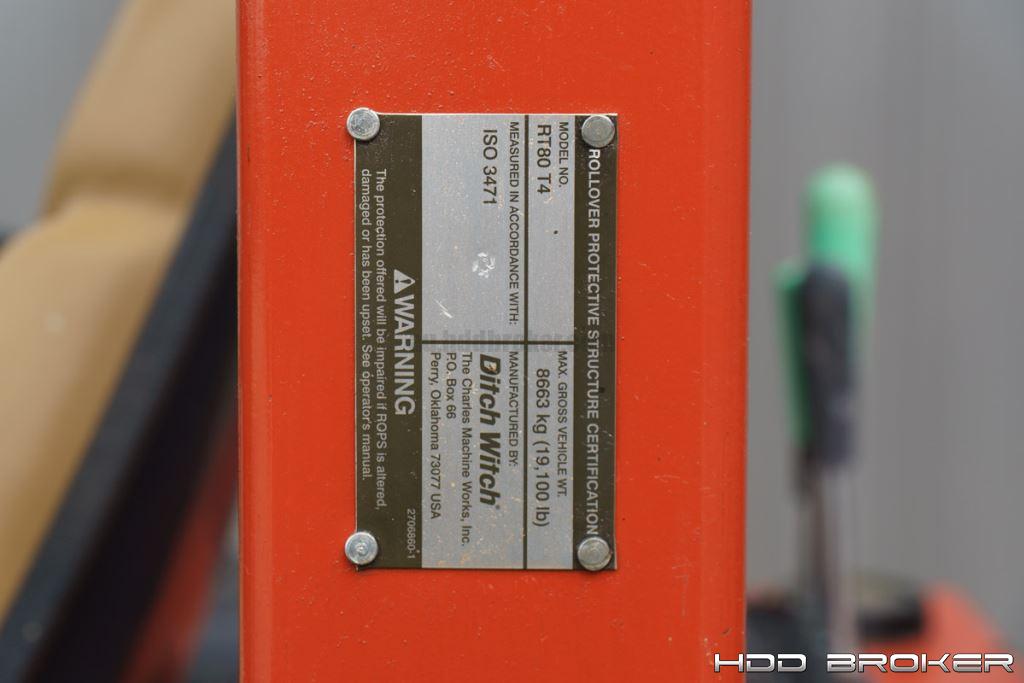 ROLLOVER PROTECTIVE STRUCTURE CERTIFICATION
MODEL NO.
RT80 T4
MAX. GROSS VEHICLE WT.
8663 kg (19,100 lb)
MEASURED IN ACCORDANCE WITH:
ISO 3471
MANUFACTURED BY:
Ditch Witch®
The Charles Machine Works, Inc.
P.O. Box 66
Perry, Oklahoma 73077 USA
⚠WARNING
2706860-1
The protection offered will be impaired if ROPS is altered,
damaged or has been upset. See operator's manual.
HDD BROKER